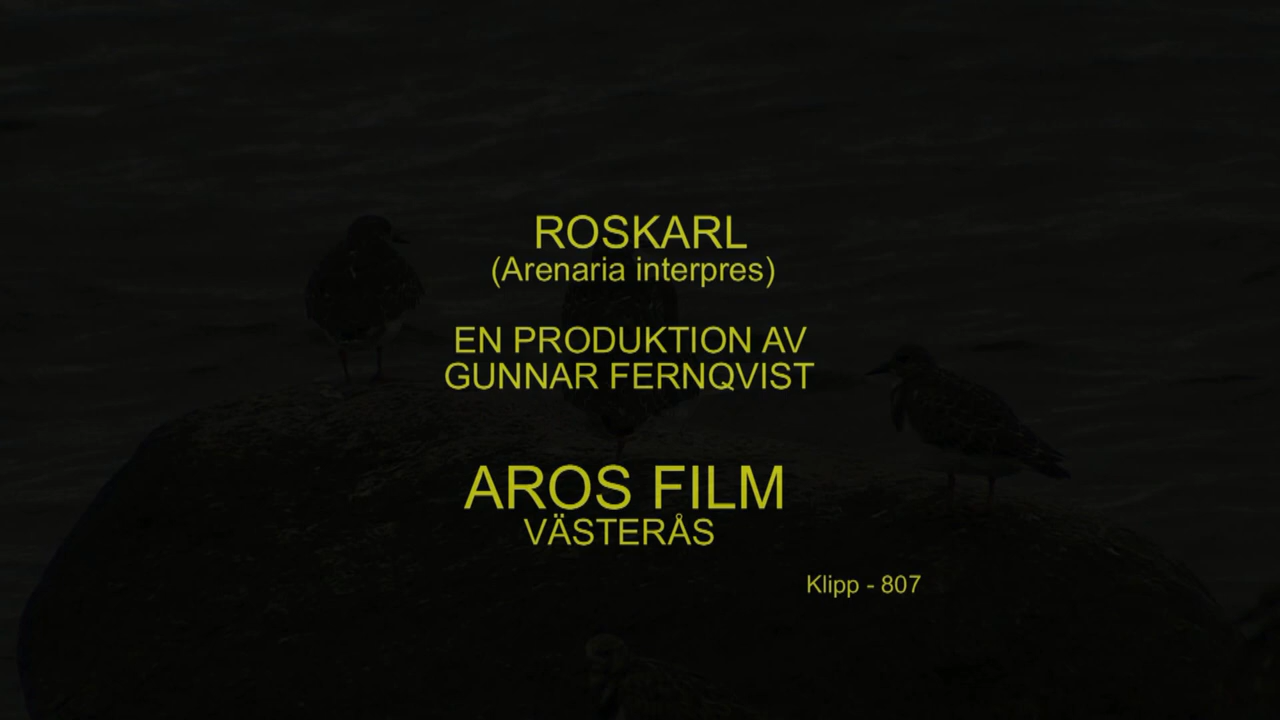 ROSKARL
(Arenaria interpres)
EN PRODUKTION AV
GUNNAR FERNQVIST
AROS FILM
VÄSTERÅS
Klipp - 807